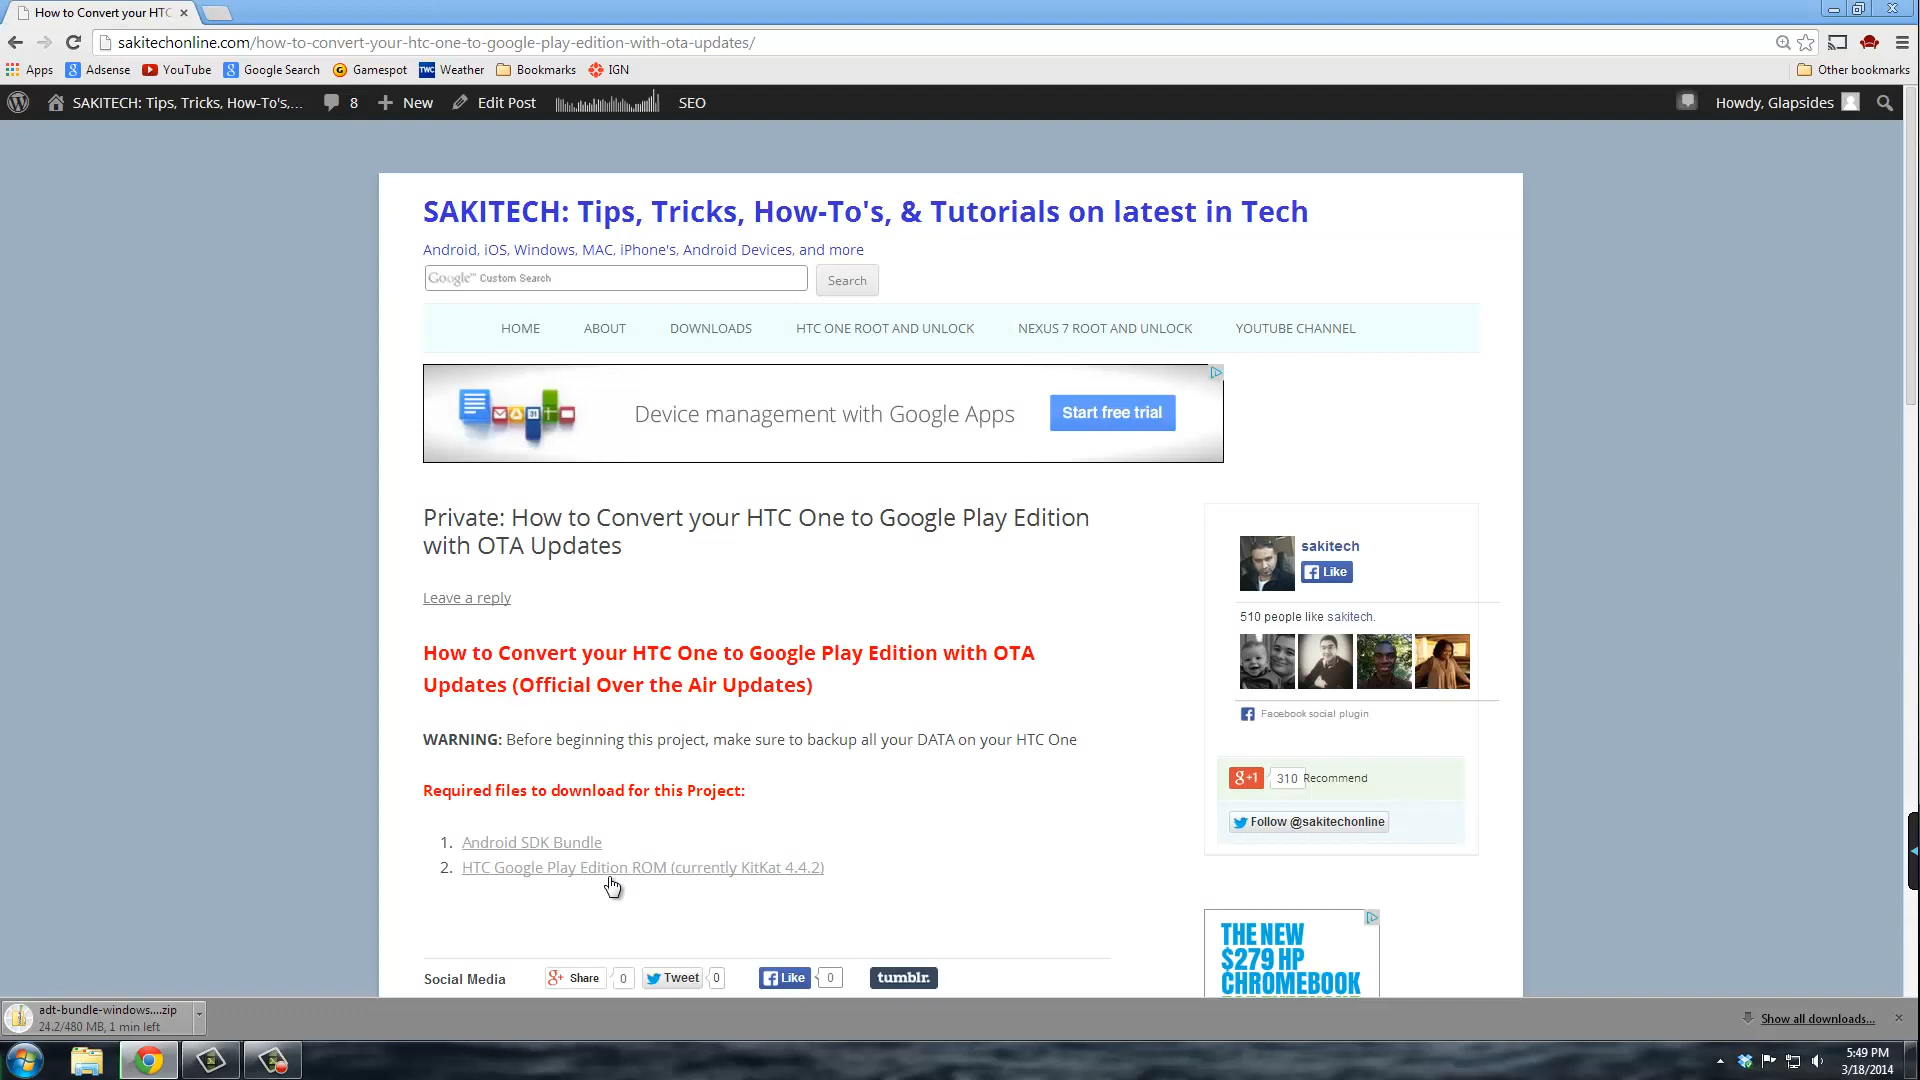 How to Convert your HTC
sakitechonline.com/how-to-convert-your-htc-one-to-google-play-edition-with-ota-updates/
Apps Adsense YouTube Google Search Gamespot TWC Weather Bookmarks IGN Other bookmarks
SAKITECH: Tips, Tricks, How-To's,... 8 New Edit Post SEO Howdy, Glapsides
SAKITECH: Tips, Tricks, How-To's, & Tutorials on latest in Tech
Android, iOS, Windows, MAC, iPhone's, Android Devices, and more
Google™ Custom Search Search
HOME ABOUT DOWNLOADS HTC ONE ROOT AND UNLOCK NEXUS 7 ROOT AND UNLOCK YOUTUBE CHANNEL
Device management with Google Apps Start free trial
Private: How to Convert your HTC One to Google Play Edition
with OTA Updates
Leave a reply
How to Convert your HTC One to Google Play Edition with OTA
Updates (Official Over the Air Updates)
WARNING: Before beginning this project, make sure to backup all your DATA on your HTC One
Required files to download for this Project:
1. Android SDK Bundle
2. HTC Google Play Edition ROM (currently KitKat 4.4.2)
Social Media g+ Share 0 Tweet 0 Like 0 tumblr.
sakitech
Like
510 people like sakitech.
Facebook social plugin
g+1 310 Recommend
Follow @sakitechonline
THE NEW
$279 HP
CHROMEBOOK
adt-bundle-windows....zip
24.2/480 MB, 1 min left
Show all downloads...
5:49 PM
3/18/2014